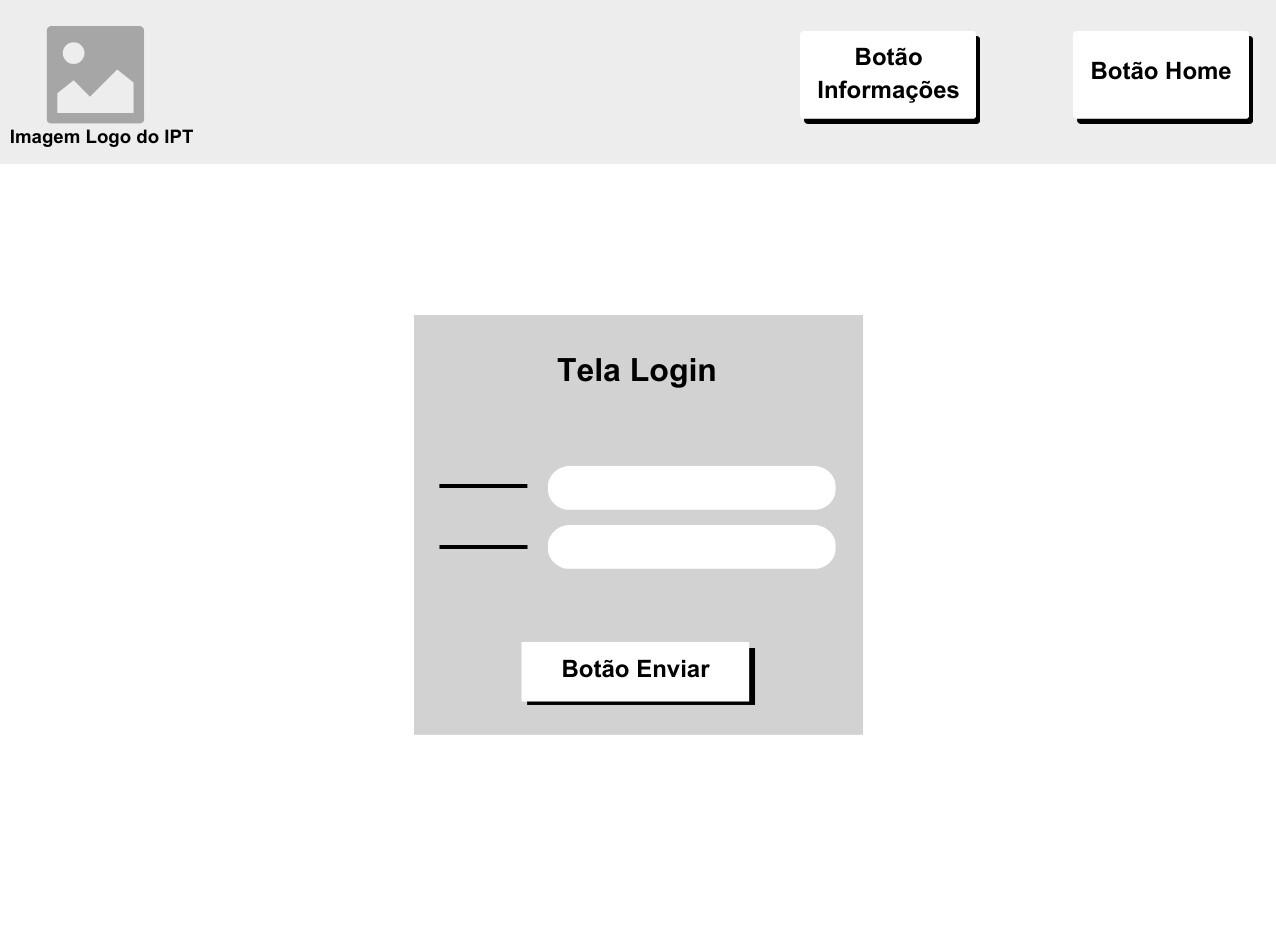 Imagem Logo do IPT
Botão
Informações
Botão Home
Tela Login
Botão Enviar